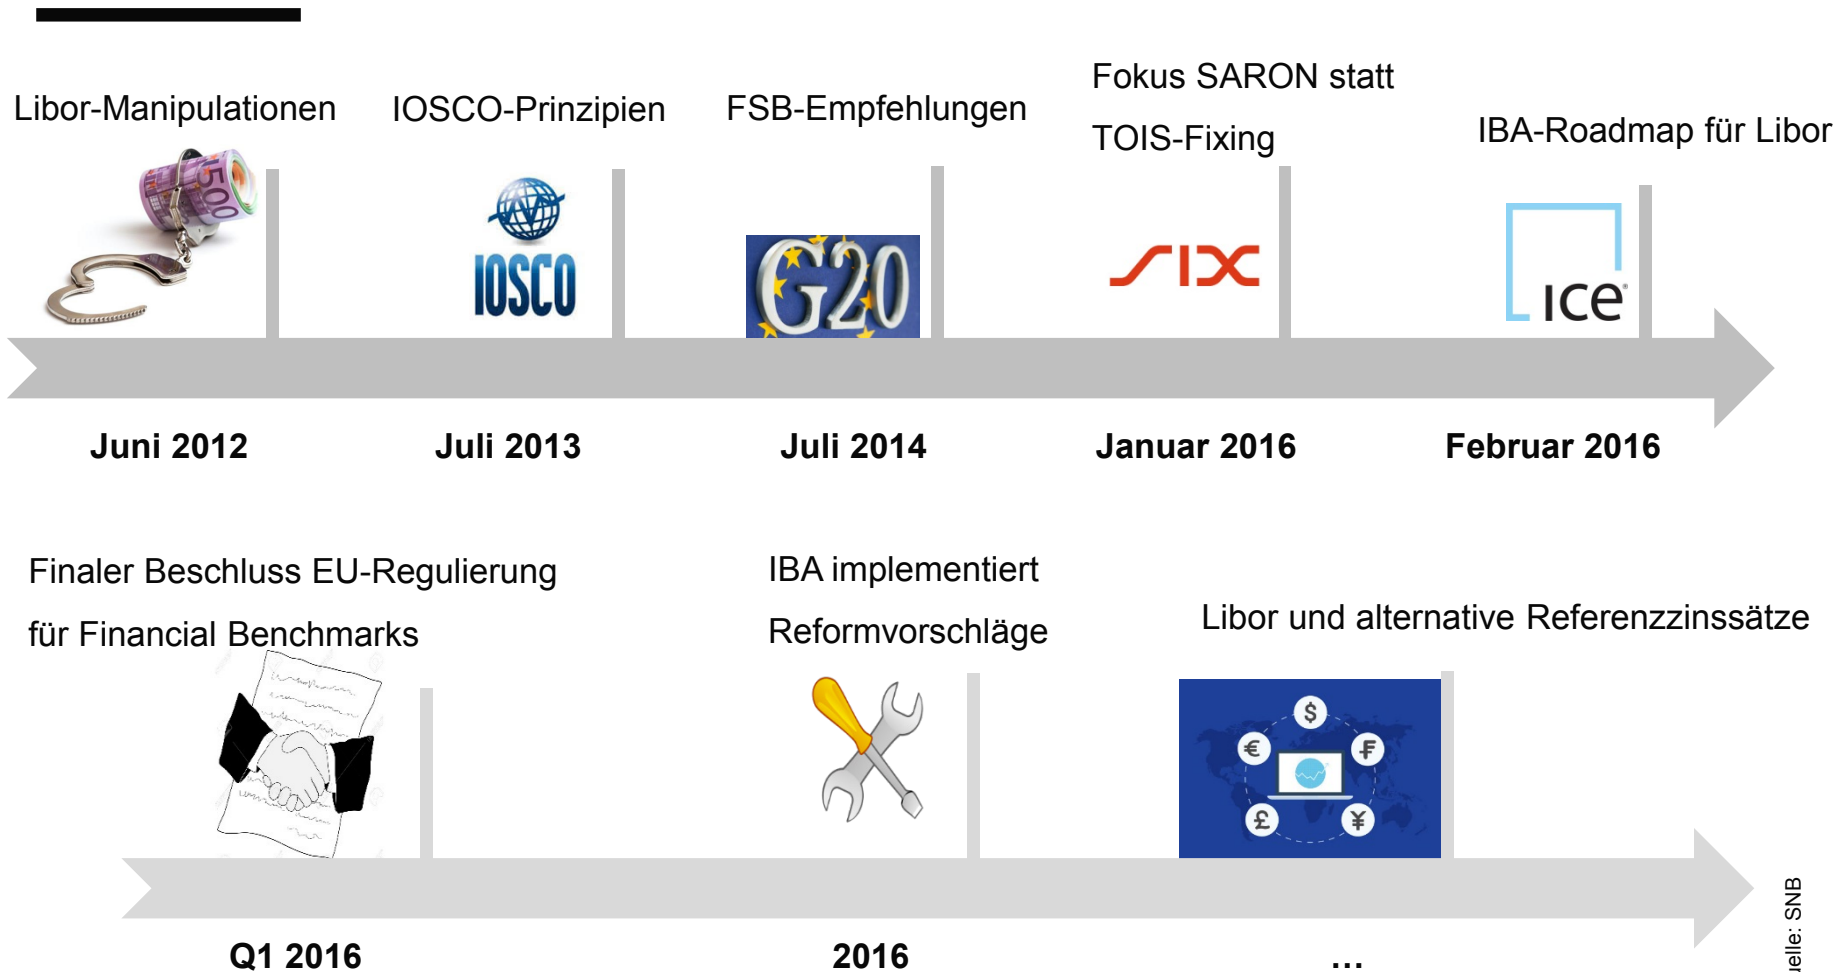 Libor-Manipulationen
IOSCO-Prinzipien
FSB-Empfehlungen
Fokus SARON statt
TOIS-Fixing
IBA-Roadmap für Libor
500
IOSCO
G20
SIX
ICE
Juni 2012
Juli 2013
Juli 2014
Januar 2016
Februar 2016
Finaler Beschluss EU-Regulierung
für Financial Benchmarks
IBA implementiert
Reformvorschläge
Libor und alternative Referenzzinssätze
$
€
₣
£
¥
Q1 2016
2016
...
uelle: SNB